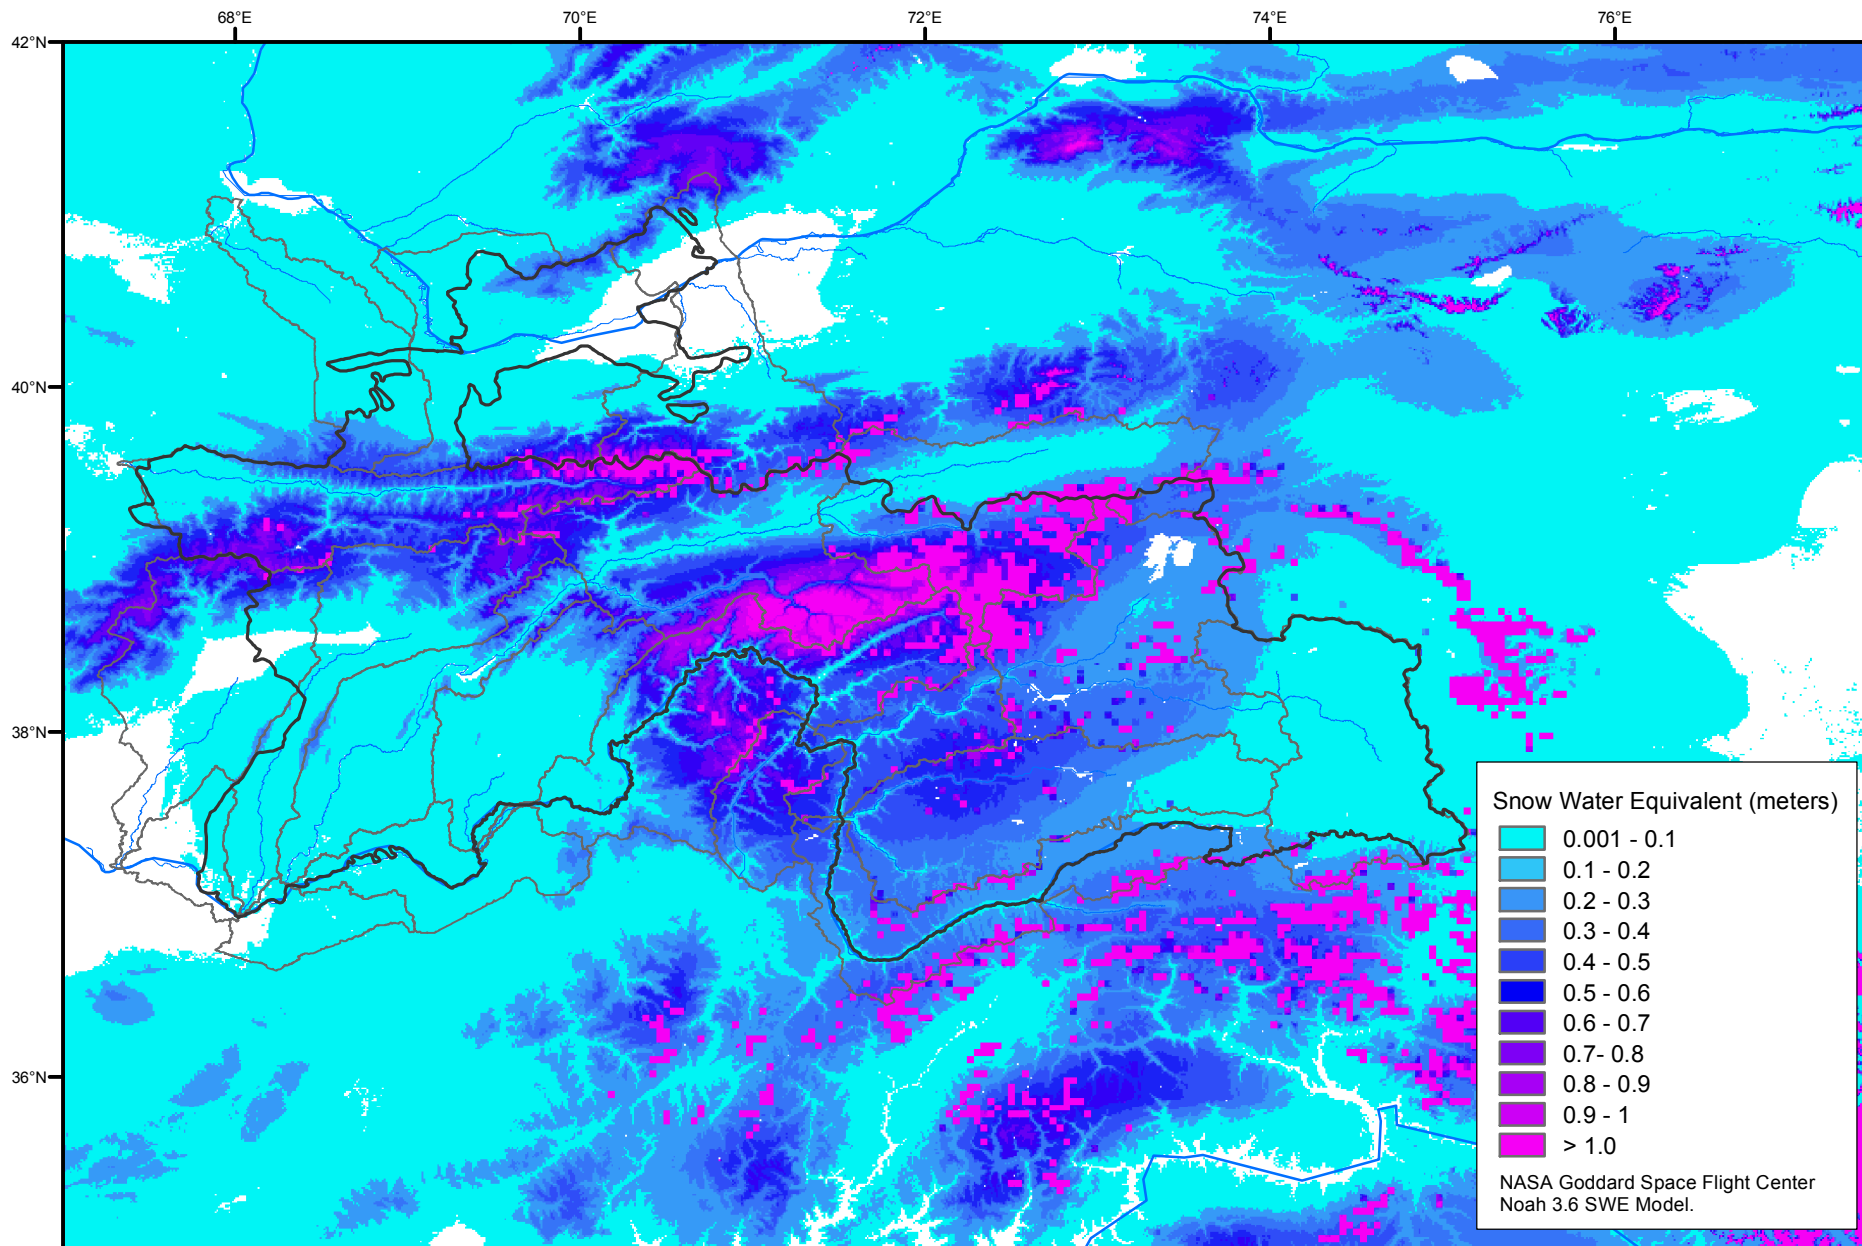 68°E
70°E
72°E
74°E
76°E
42°N
40°N
38°N
36°N
Snow Water Equivalent (meters)
0.001 - 0.1
0.1 - 0.2
0.2 - 0.3
0.3 - 0.4
0.4 - 0.5
0.5 - 0.6
0.6 - 0.7
0.7- 0.8
0.8 - 0.9
0.9 - 1
> 1.0
NASA Goddard Space Flight Center
Noah 3.6 SWE Model.